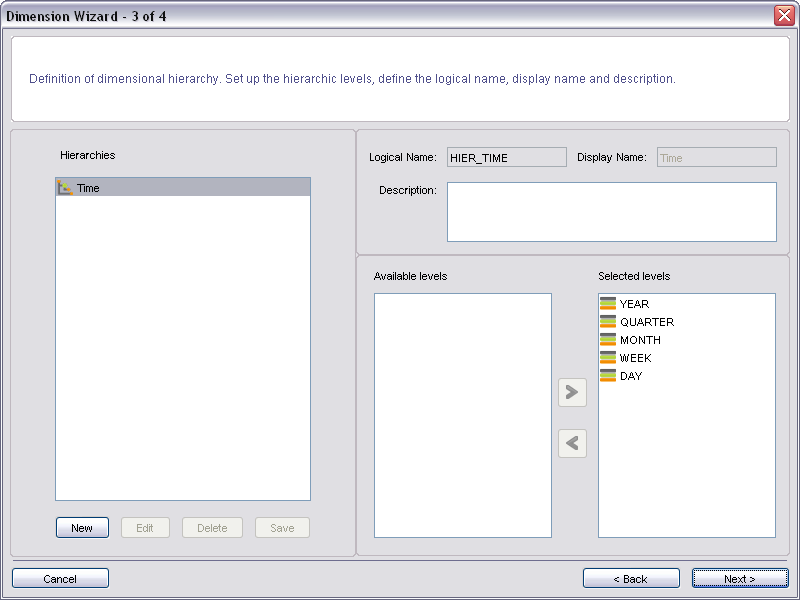 Dimension Wizard - 3 of 4
Definition of dimensional hierarchy. Set up the hierarchic levels, define the logical name, display name and description.
Hierarchies
Time
New Edit Delete Save
Logical Name: HIER_TIME Display Name: Time
Description:
Available levels Selected levels
YEAR
QUARTER
MONTH
WEEK
DAY
Cancel < Back Next >